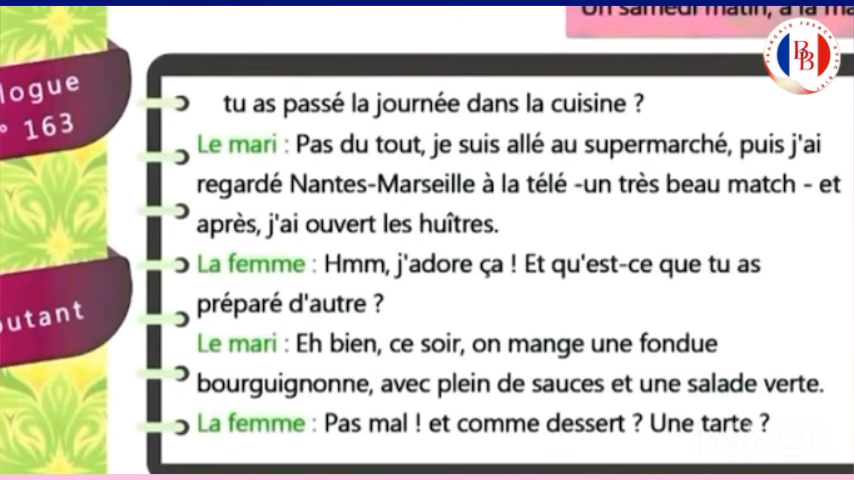 Un samedi matin, à la
logue
163
tu as passé la journée dans la cuisine ?
Le mari : Pas du tout, je suis allé au supermarché, puis j'ai
regardé Nantes-Marseille à la télé -un très beau match - et
après, j'ai ouvert les huîtres.
La femme : Hmm, j'adore ça ! Et qu'est-ce que tu as
préparé d'autre ?
utant
Le mari : Eh bien, ce soir, on mange une fondue
bourguignonne, avec plein de sauces et une salade verte.
La femme : Pas mal ! et comme dessert ? Une tarte ?